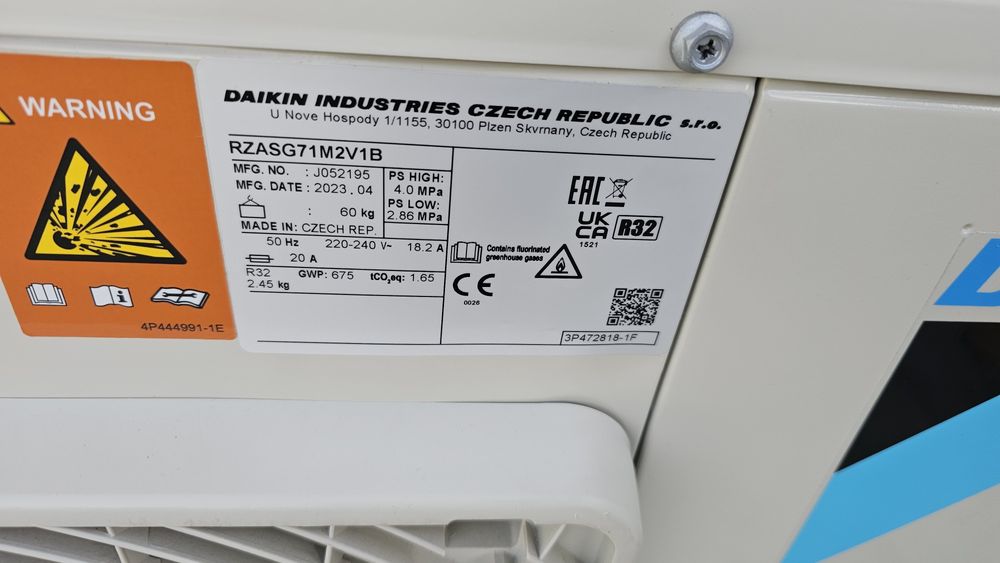 WARNING
4P444991-1E
DAIKIN INDUSTRIES CZECH REPUBLIC s.r.o.
U Nove Hospody 1/1155, 30100 Plzen Skvrnany, Czech Republic
RZASG71M2V1B
MFG. NO. : J052195
MFG. DATE : 2023.04
PS HIGH:
4.0 MPa
PS LOW:
2.86 MPa
: 60 kg
MADE IN: CZECH REP.
50 Hz 220-240 V~ 18.2 A
20 A
R32 GWP: 675 tCO₂eq: 1.65
2.45 kg
EAC
UK
CA
1521
R32
Contains fluorinated
greenhouse gases
CE
0026
3P472818-1F
D